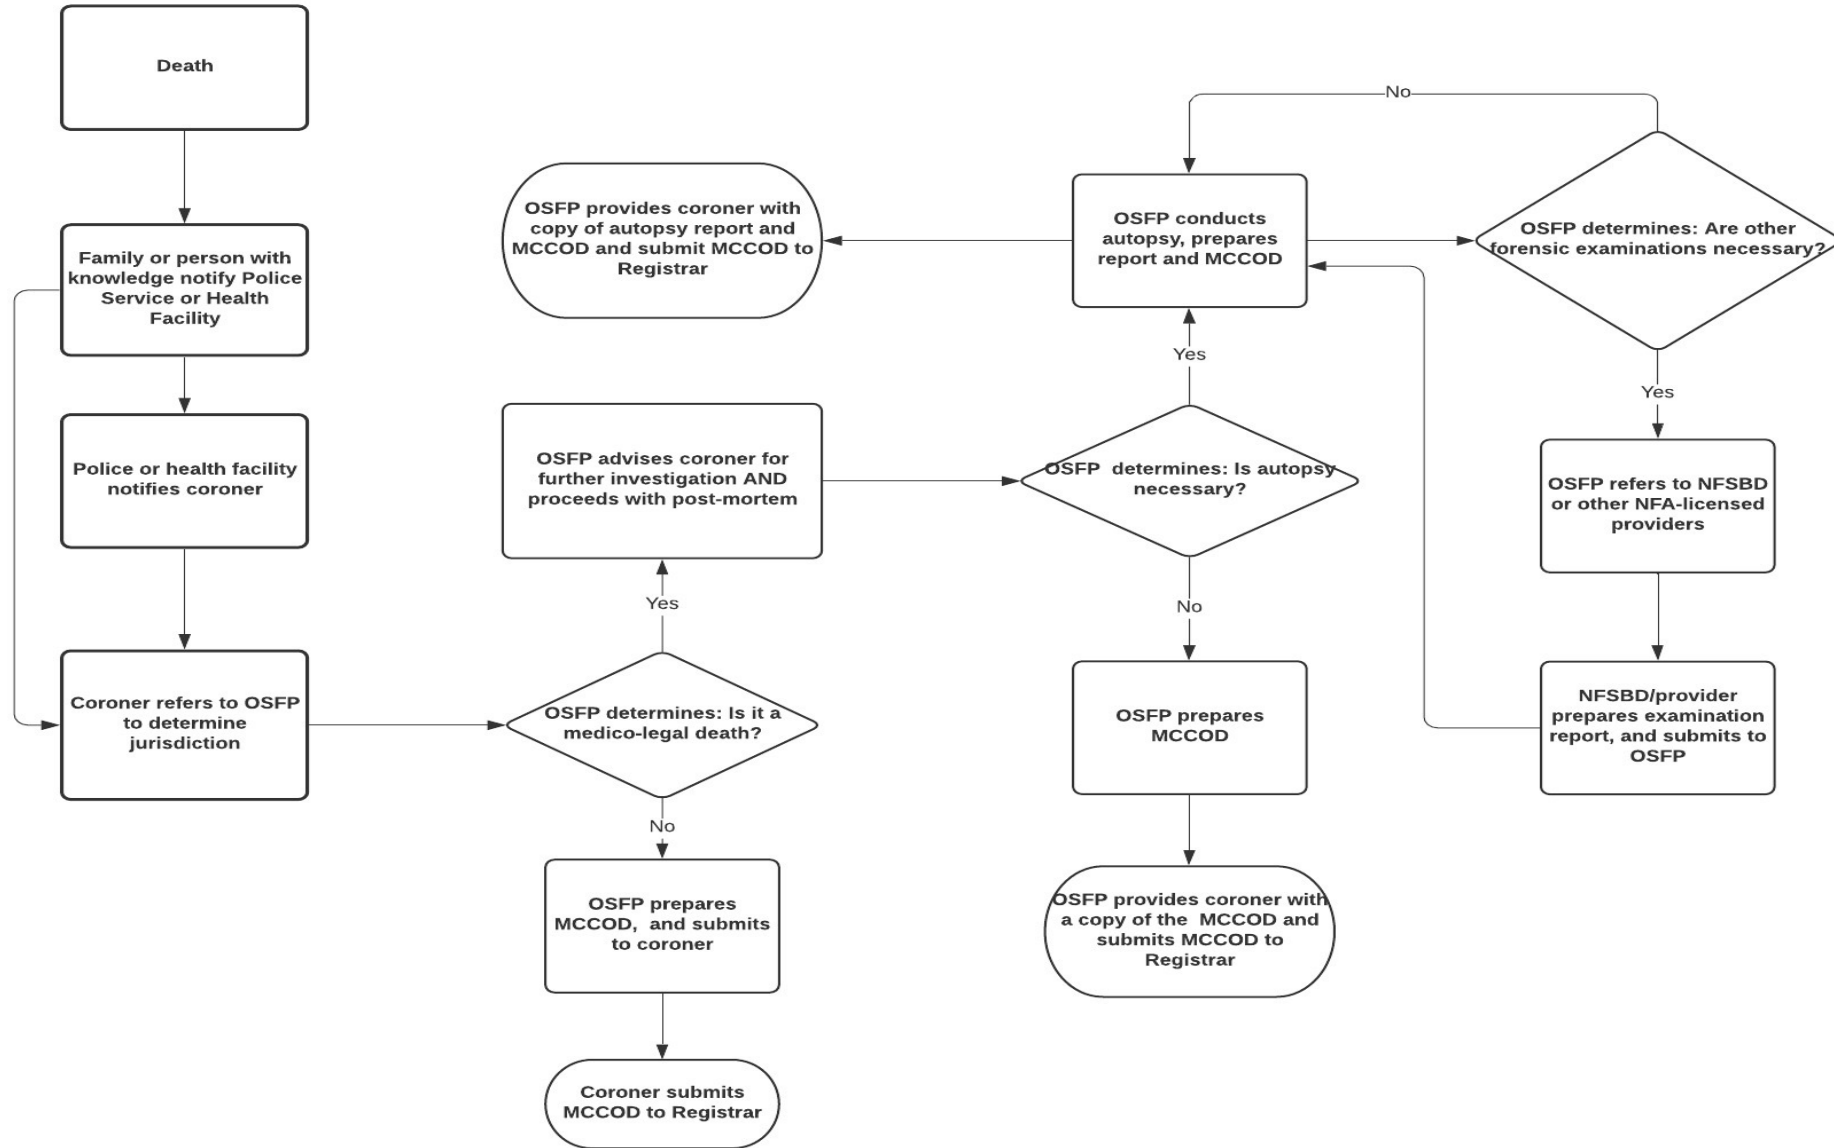 Death
Family or person with
knowledge notify Police
Service or Health
Facility
Police or health facility
notifies coroner
Coroner refers to OSFP
to determine
jurisdiction
OSFP determines: Is it a
medico-legal death?
Yes
No
OSFP prepares
MCCOD, and submits
to coroner
Coroner submits
MCCOD to Registrar
OSFP advises coroner for
further investigation AND
proceeds with post-mortem
OSFP determines: Is autopsy
necessary?
Yes
No
OSFP prepares
MCCOD
OSFP provides coroner with
a copy of the MCCOD and
submits MCCOD to
Registrar
OSFP conducts
autopsy, prepares
report and MCCOD
OSFP provides coroner with
copy of autopsy report and
MCCOD and submit MCCOD to
Registrar
OSFP determines: Are other
forensic examinations necessary?
No
Yes
OSFP refers to NFSBD
or other NFA-licensed
providers
NFSBD/provider
prepares examination
report, and submits to
OSFP